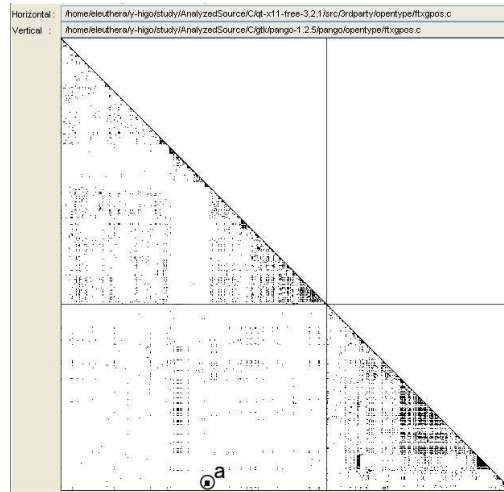 Horizontal : /home/eleuthera/y-higo/study/AnalyzedSource/C/qt-x11-free-3.2.1/src/3rdparty/opentype/ftxgpos.c
Vertical : /home/eleuthera/y-higo/study/AnalyzedSource/C/gtk/pango-1.2.5/pango/opentype/ftxgpos.c
a